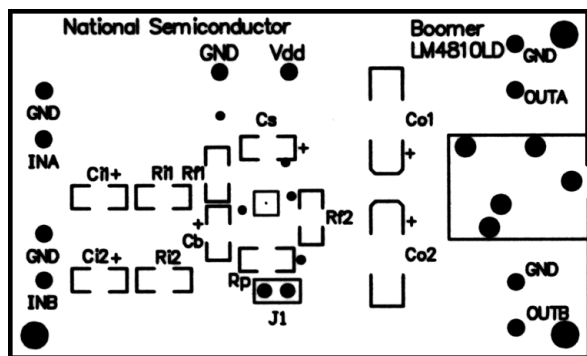 National Semiconductor
Boomer
LM4810LD
GND
Vdd
GND
OUTA
GND
INA
Cs
+
Co1
+
Ci1+
Ri1
Rf1
+
Cb
Rf2
+
Co2
GND
INB
Ci2+
Ri2
Rp
J1
GND
OUTB